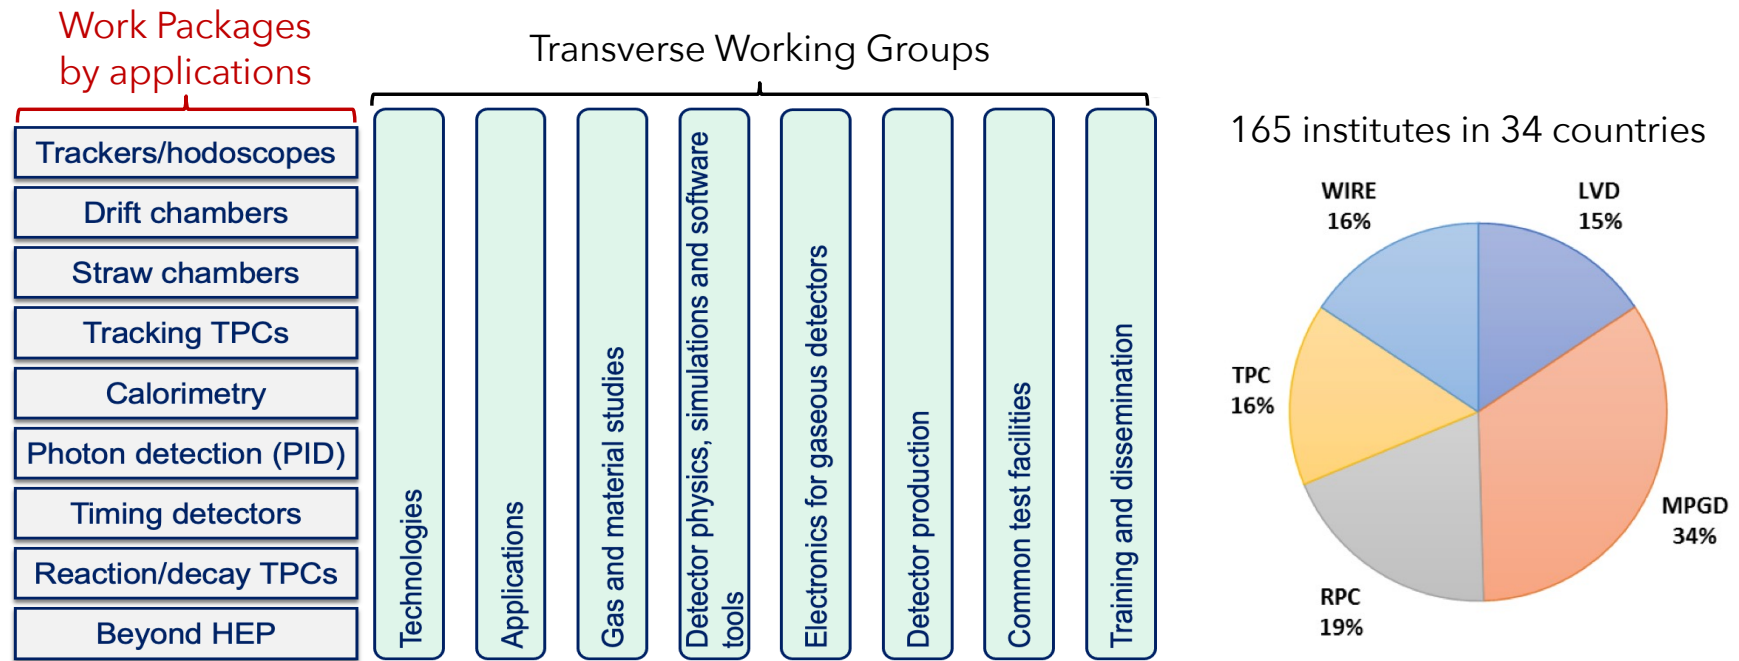 Work Packages
by applications
Trackers/hodoscopes
Drift chambers
Straw chambers
Tracking TPCs
Calorimetry
Photon detection (PID)
Timing detectors
Reaction/decay TPCs
Beyond HEP
Transverse Working Groups
Technologies
Applications
Gas and material studies
Detector physics, simulations and software
tools
Electronics for gaseous detectors
Detector production
Common test facilities
Training and dissemination
165 institutes in 34 countries
WIRE
16%
LVD
15%
TPC
16%
MPGD
34%
RPC
19%